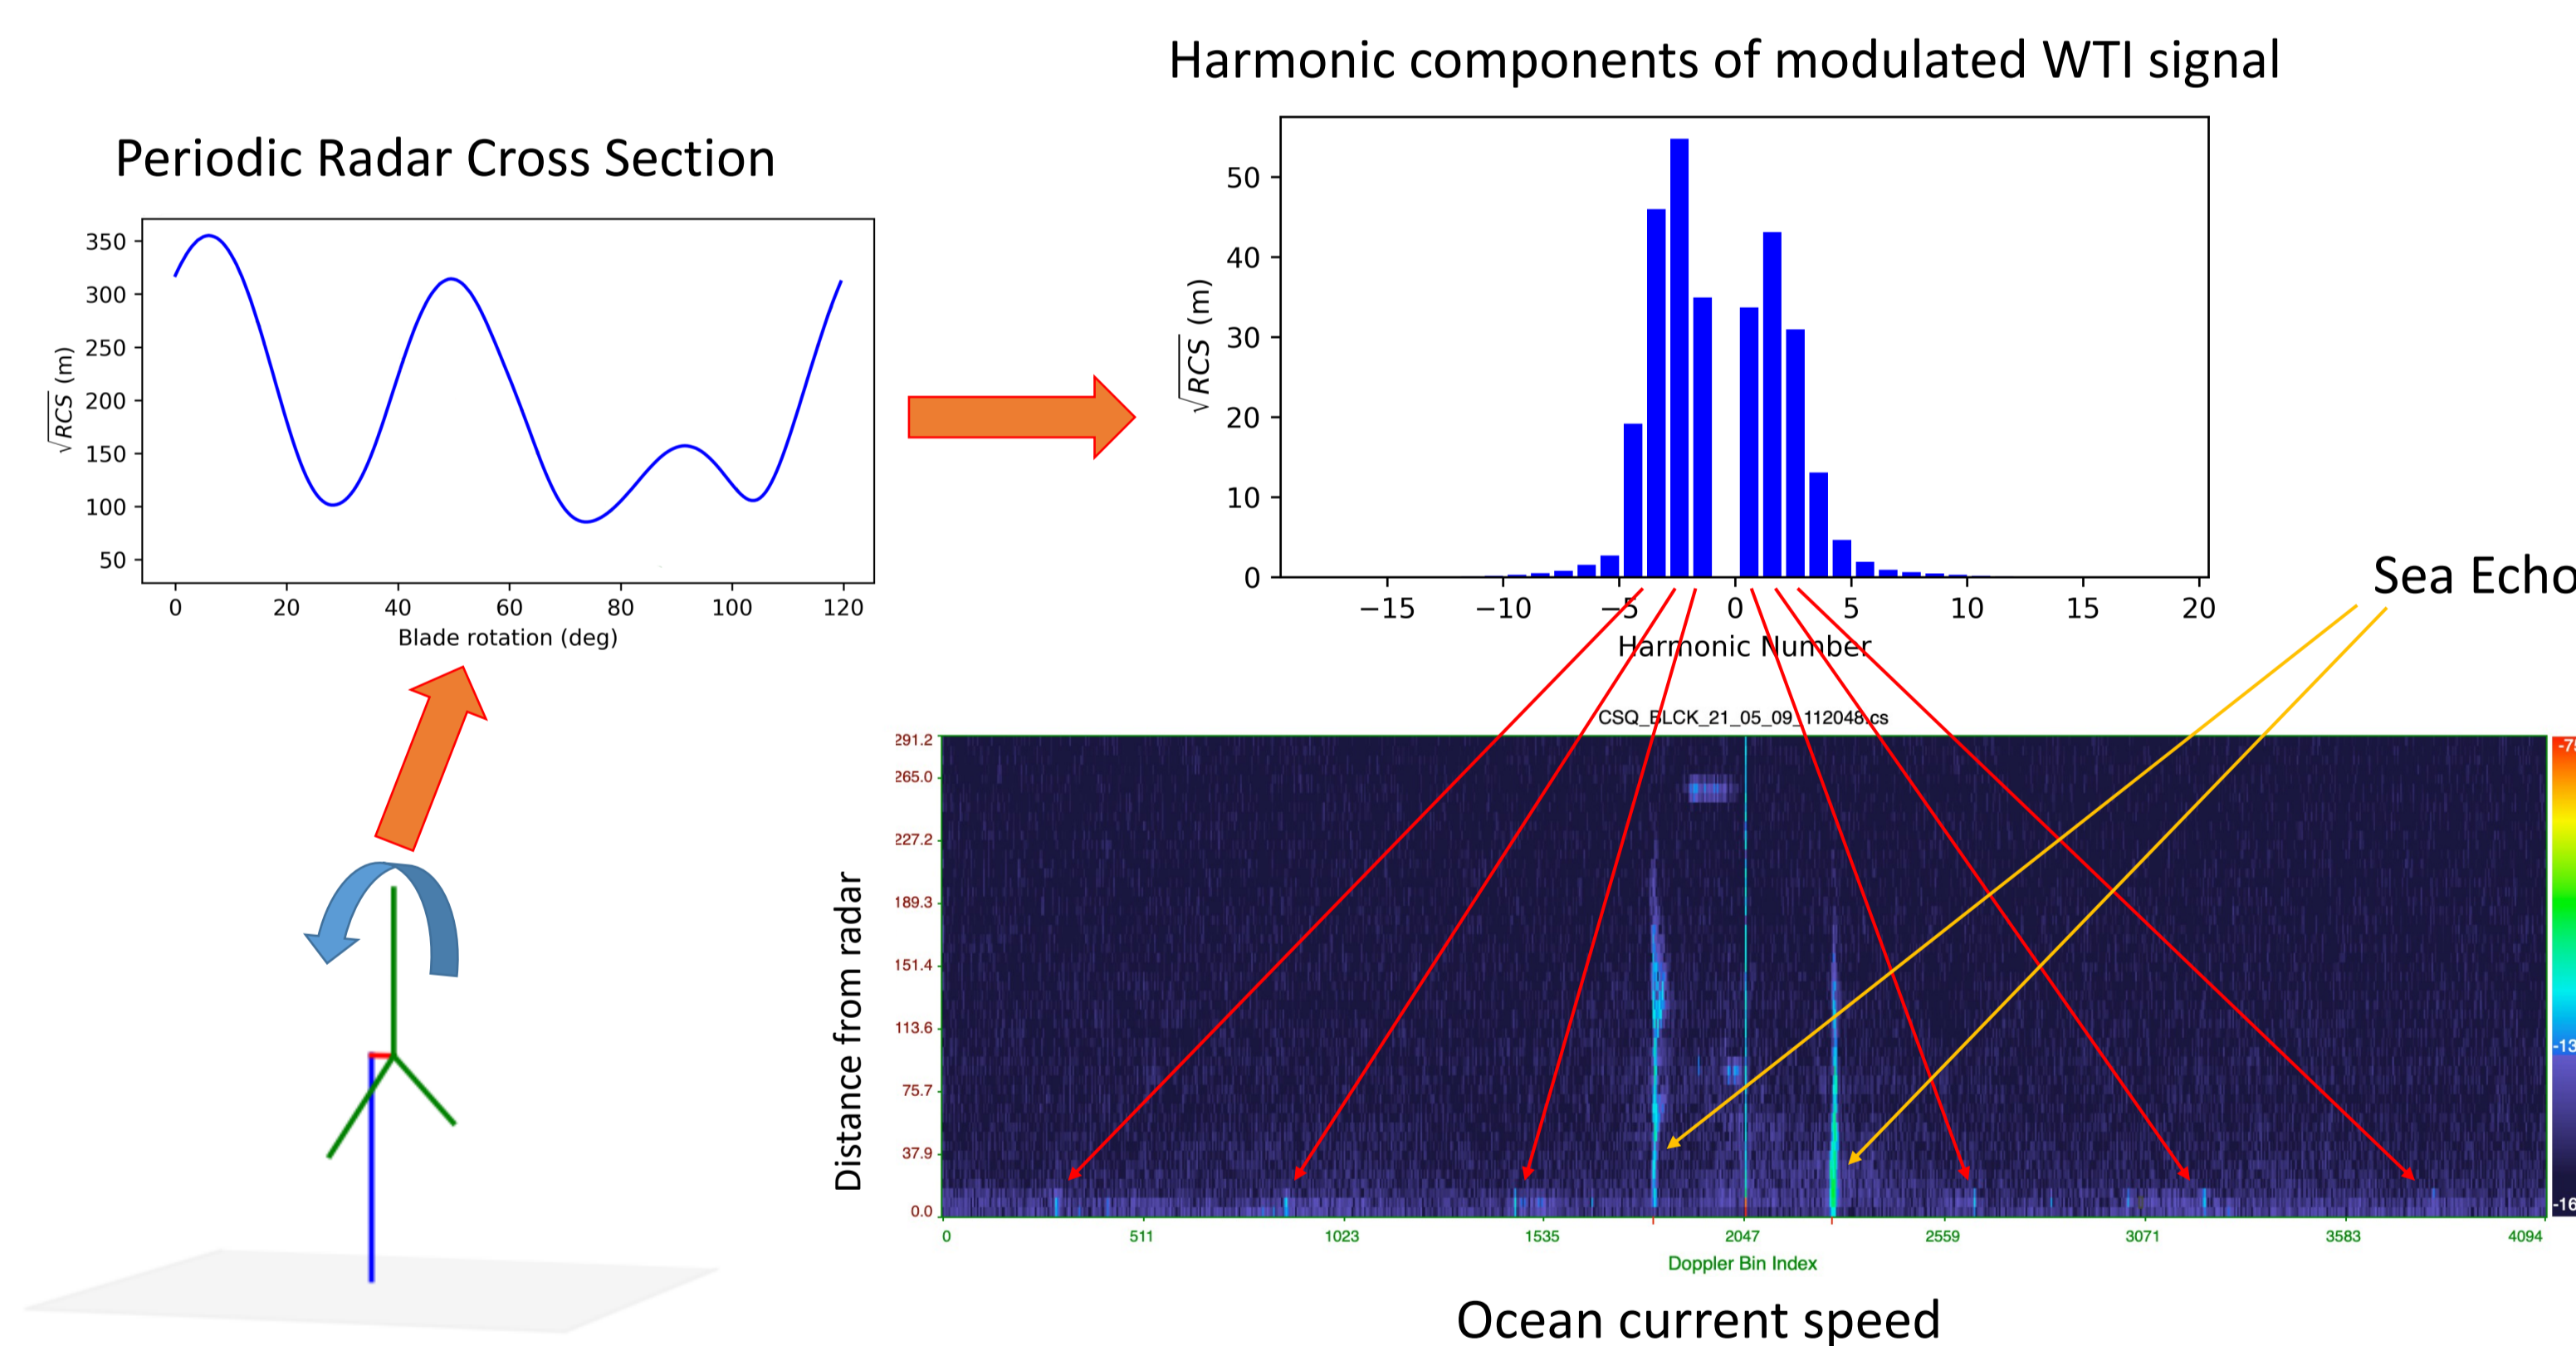 Harmonic components of modulated WTI signal
Periodic Radar Cross Section
350
300
250
200
150
100
50
√RCS (m)
0 20 40 60 80 100 120
Blade rotation (deg)
50
40
30
20
10
0
√RCS (m)
−15 −10 −5 0 5 10 15 20
Harmonic Number
Sea Echo
CSQ_BLCK_21_05_09_112048.cs
291.2
265.0
227.2
189.3
151.4
113.6
75.7
37.9
0.0
Distance from radar
0 511 1023 1535 2047 2559 3071 3583 4094
Doppler Bin Index
Ocean current speed